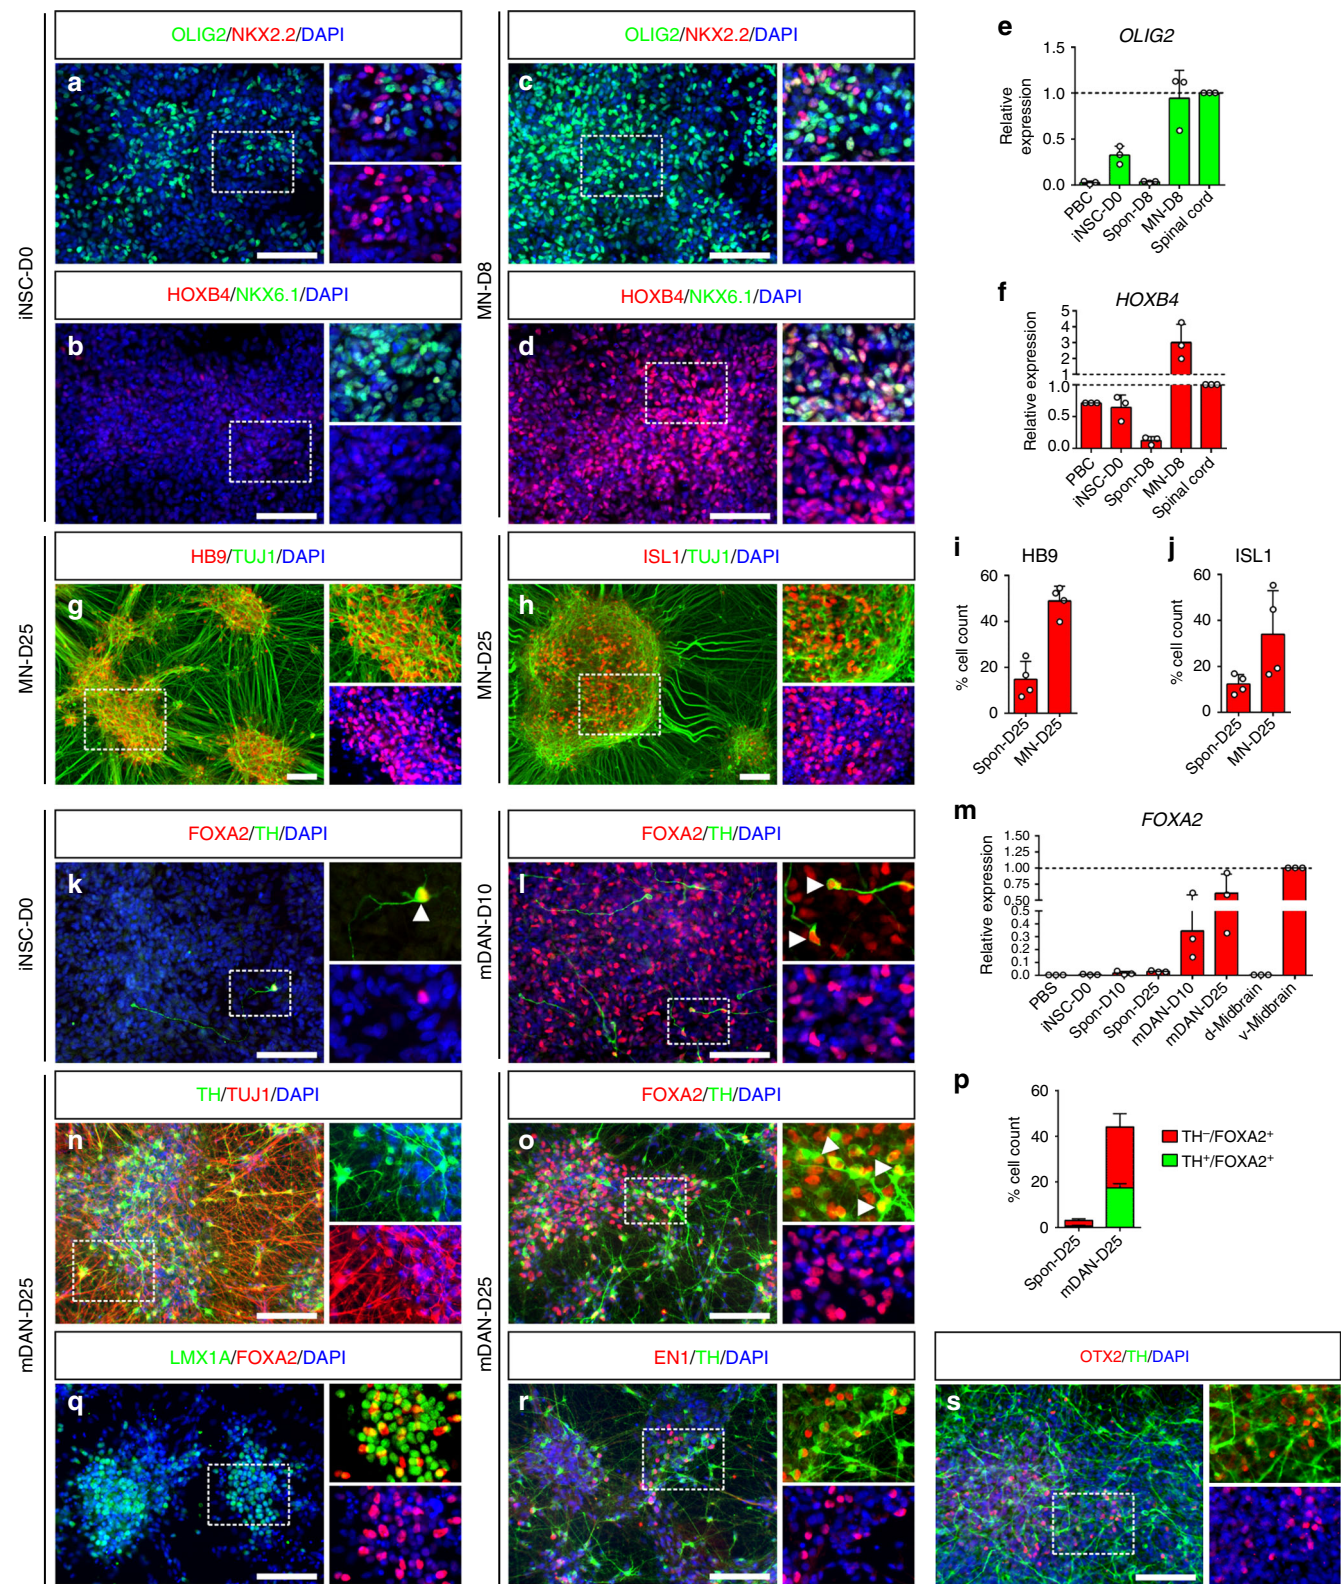 OLIG2/NKX2.2/DAPI
OLIG2/NKX2.2/DAPI
iNSC-D0
MN-D8
a
c
e
OLIG2
Relative expression
1.5
1.0
0.5
0.0
PBC
iNSC-D0
Spon-D8
MN-D8
Spinal cord
HOXB4/NKX6.1/DAPI
HOXB4/NKX6.1/DAPI
b
d
f
HOXB4
Relative expression
5
4
3
2
1
1.0
0.5
0.0
PBC
iNSC-D0
Spon-D8
MN-D8
Spinal cord
HB9/TUJ1/DAPI
ISL1/TUJ1/DAPI
MN-D25
MN-D25
g
h
i
HB9
% cell count
60
40
20
0
Spon-D25
MN-D25
j
ISL1
% cell count
60
40
20
0
Spon-D25
MN-D25
FOXA2/TH/DAPI
FOXA2/TH/DAPI
iNSC-D0
mDAN-D10
k
l
m
FOXA2
Relative expression
1.50
1.25
1.00
0.75
0.50
0.5
0.4
0.3
0.2
0.1
0.0
PBS
iNSC-D0
Spon-D10
Spon-D25
mDAN-D10
mDAN-D25
d-Midbrain
v-Midbrain
TH/TUJ1/DAPI
FOXA2/TH/DAPI
mDAN-D25
mDAN-D25
n
o
p
% cell count
60
40
20
0
Spon-D25
mDAN-D25
TH⁻/FOXA2⁺
TH⁺/FOXA2⁺
LMX1A/FOXA2/DAPI
EN1/TH/DAPI
OTX2/TH/DAPI
q
r
s